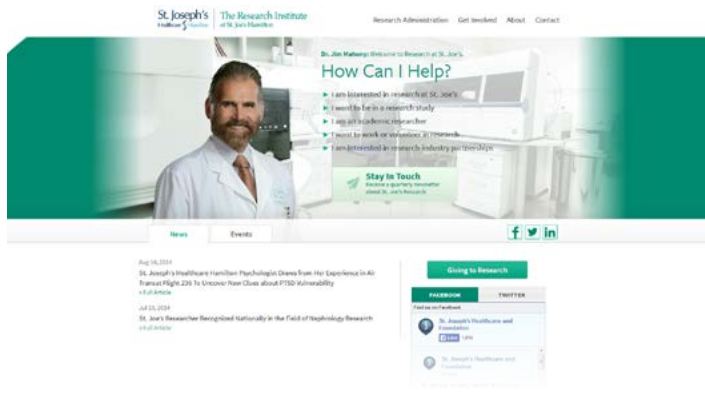 St. Joseph's
Healthcare Hamilton
The Research Institute
of St. Joe's Hamilton
Research Administration Get Involved About Contact
Dr. Jim Mahony: Welcome to Research at St. Joe's.
How Can I Help?
► I am interested in research at St. Joe's
► I want to be in a research study
► I am an academic researcher
► I want to work or volunteer in research
► I am interested in research-industry partnerships
Stay In Touch
Receive a quarterly newsletter
about St. Joe's Research
News Events
f in
Aug 18, 2014
St. Joseph's Healthcare Hamilton Psychologist Draws from Her Experience in Air
Transat Flight 236 To Uncover New Clues about PTSD Vulnerability
» Full Article
Jul 23, 2014
St. Joe's Researcher Recognized Nationally in the Field of Nephrology Research
» Full Article
Giving to Research
FACEBOOK TWITTER
Find us on Facebook
St. Joseph's Healthcare and
Foundation
Like
St. Joseph's Healthcare and
Foundation